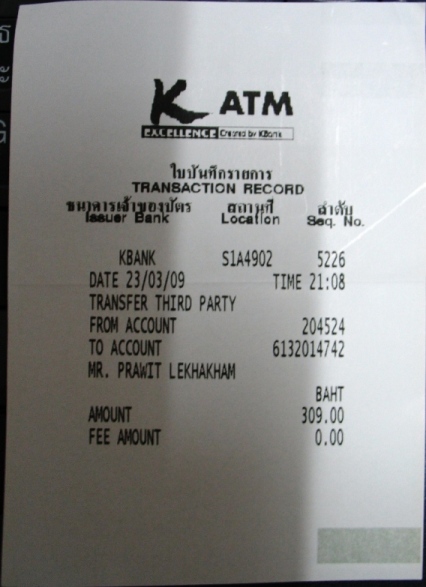 K ATM
EXCELLENCE Created by KBank
ใบบันทึกรายการ
TRANSACTION RECORD
ธนาคารเจ้าของบัตร สถานที่ ลำดับ
Issuer Bank Location Seq. No.
KBANK S1A4902 5226
DATE 23/03/09 TIME 21:08
TRANSFER THIRD PARTY
FROM ACCOUNT 204524
TO ACCOUNT 6132014742
MR. PRAWIT LEKHAKHAM
BAHT
AMOUNT 309.00
FEE AMOUNT 0.00